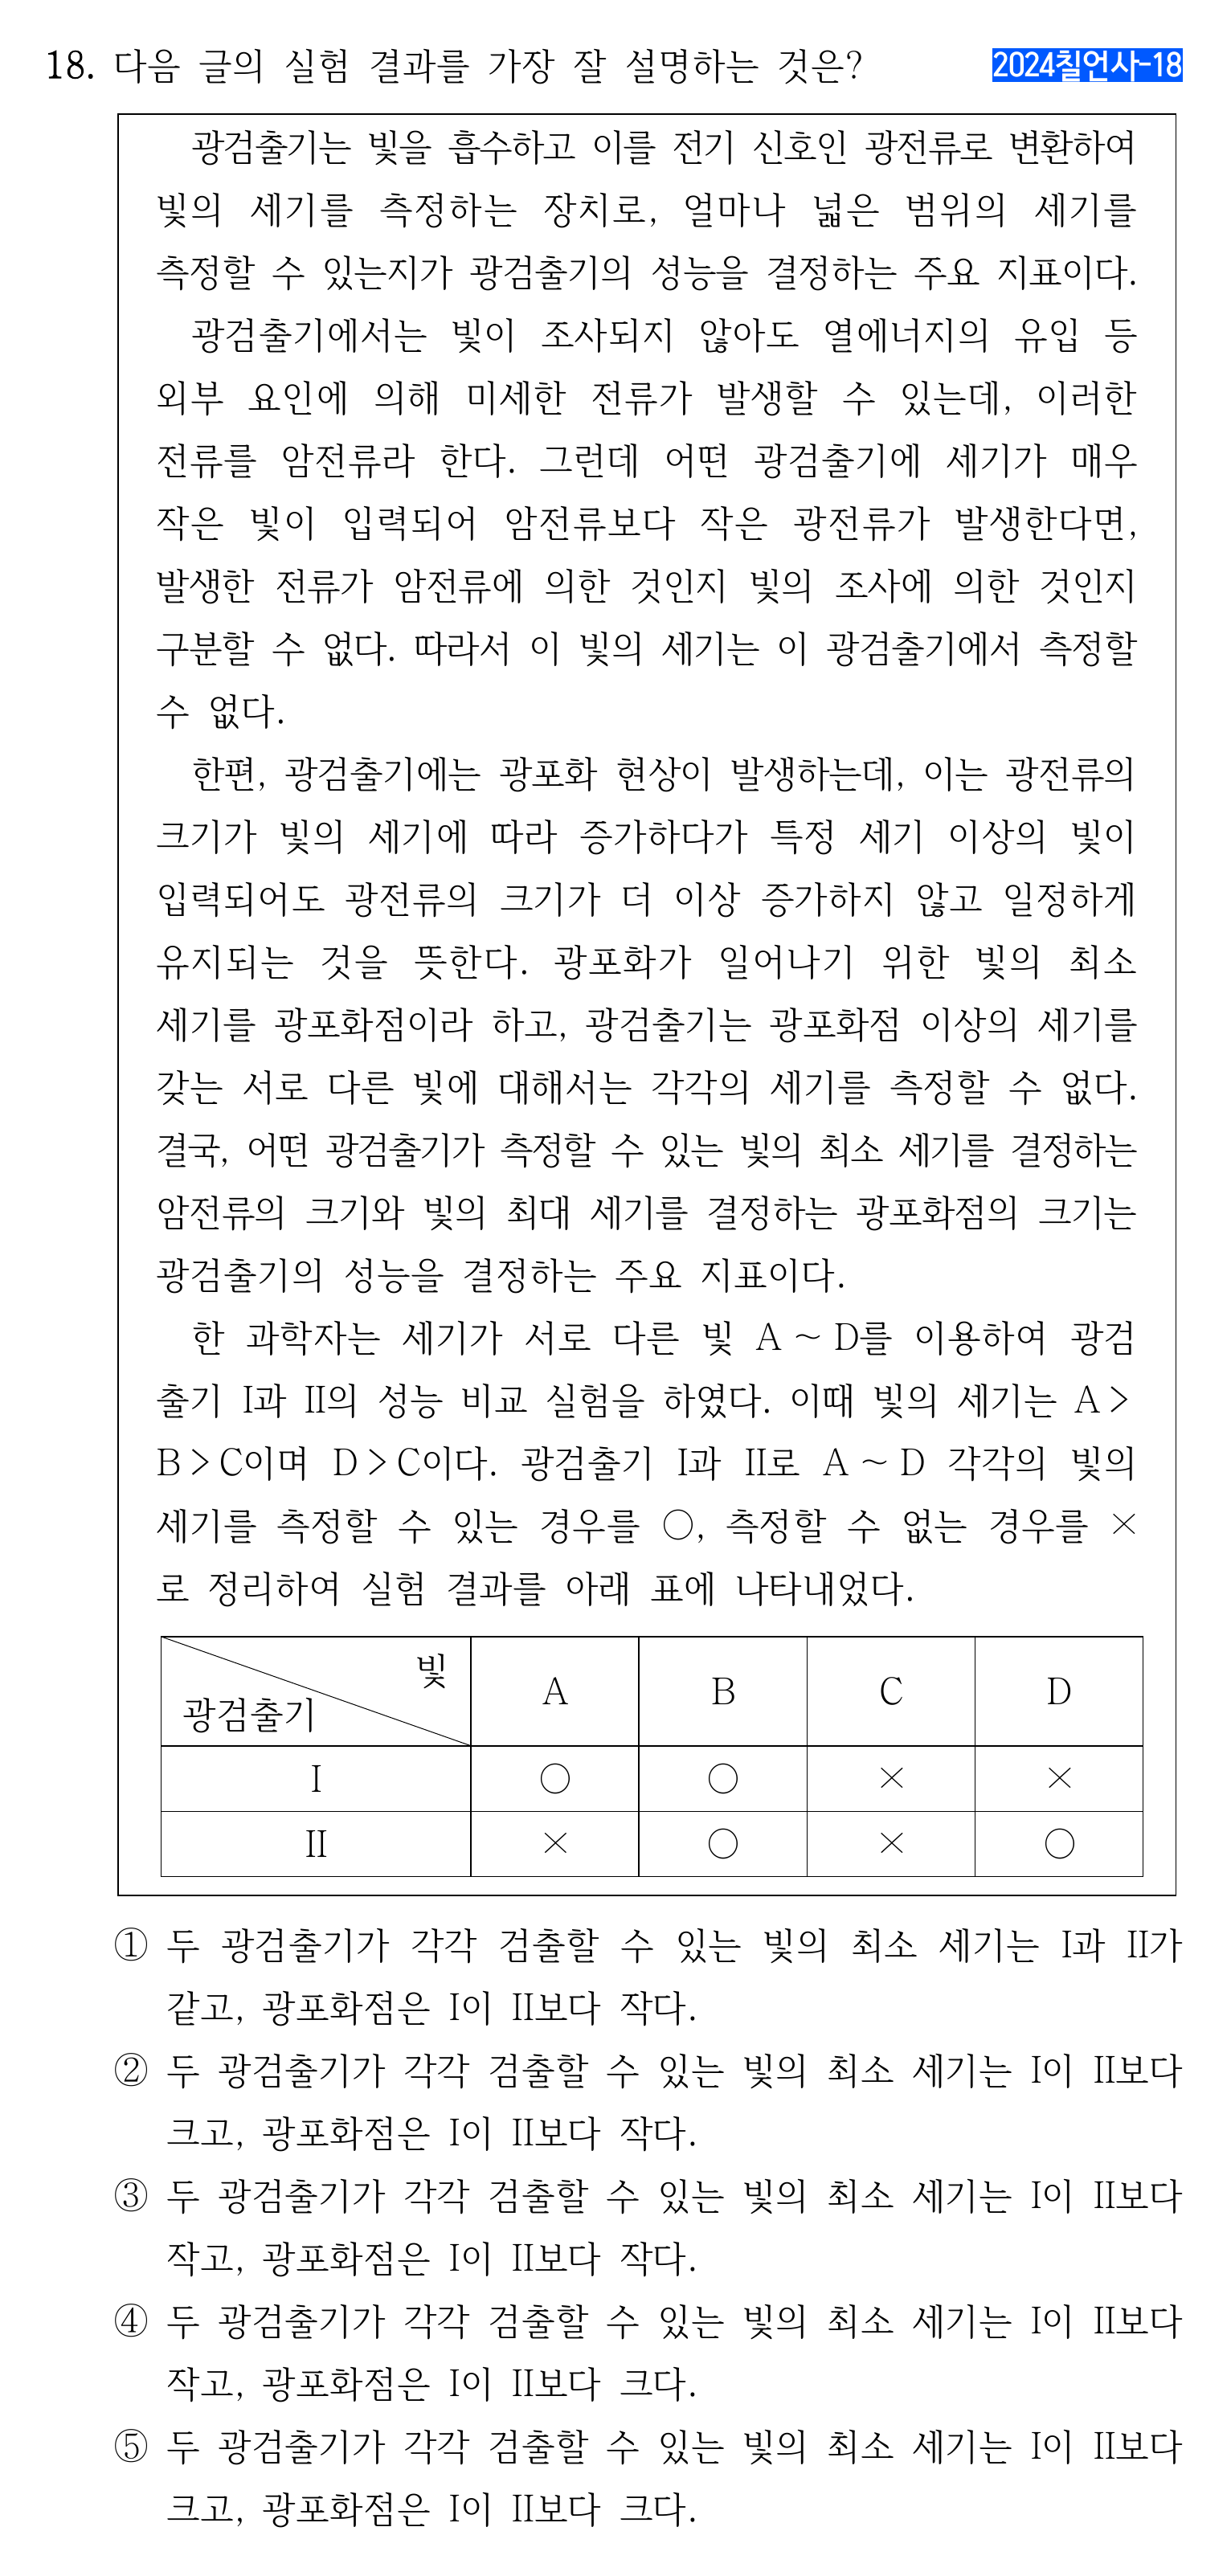 18. 다음 글의 실험 결과를 가장 잘 설명하는 것은?
2024칠언사-18
광검출기는 빛을 흡수하고 이를 전기 신호인 광전류로 변환하여
빛의 세기를 측정하는 장치로, 얼마나 넓은 범위의 세기를
측정할 수 있는지가 광검출기의 성능을 결정하는 주요 지표이다.
광검출기에서는 빛이 조사되지 않아도 열에너지의 유입 등
외부 요인에 의해 미세한 전류가 발생할 수 있는데, 이러한
전류를 암전류라 한다. 그런데 어떤 광검출기에 세기가 매우
작은 빛이 입력되어 암전류보다 작은 광전류가 발생한다면,
발생한 전류가 암전류에 의한 것인지 빛의 조사에 의한 것인지
구분할 수 없다. 따라서 이 빛의 세기는 이 광검출기에서 측정할
수 없다.
한편, 광검출기에는 광포화 현상이 발생하는데, 이는 광전류의
크기가 빛의 세기에 따라 증가하다가 특정 세기 이상의 빛이
입력되어도 광전류의 크기가 더 이상 증가하지 않고 일정하게
유지되는 것을 뜻한다. 광포화가 일어나기 위한 빛의 최소
세기를 광포화점이라 하고, 광검출기는 광포화점 이상의 세기를
갖는 서로 다른 빛에 대해서는 각각의 세기를 측정할 수 없다.
결국, 어떤 광검출기가 측정할 수 있는 빛의 최소 세기를 결정하는
암전류의 크기와 빛의 최대 세기를 결정하는 광포화점의 크기는
광검출기의 성능을 결정하는 주요 지표이다.
한 과학자는 세기가 서로 다른 빛 A ~ D를 이용하여 광검
출기 I과 II의 성능 비교 실험을 하였다. 이때 빛의 세기는 A >
B > C이며 D > C이다. 광검출기 I과 II로 A ~ D 각각의 빛의
세기를 측정할 수 있는 경우를 ○, 측정할 수 없는 경우를 ×
로 정리하여 실험 결과를 아래 표에 나타내었다.
빛 광검출기 A B C D
I ○ ○ × ×
II × ○ × ○
① 두 광검출기가 각각 검출할 수 있는 빛의 최소 세기는 I과 II가
같고, 광포화점은 I이 II보다 작다.
② 두 광검출기가 각각 검출할 수 있는 빛의 최소 세기는 I이 II보다
크고, 광포화점은 I이 II보다 작다.
③ 두 광검출기가 각각 검출할 수 있는 빛의 최소 세기는 I이 II보다
작고, 광포화점은 I이 II보다 작다.
④ 두 광검출기가 각각 검출할 수 있는 빛의 최소 세기는 I이 II보다
작고, 광포화점은 I이 II보다 크다.
⑤ 두 광검출기가 각각 검출할 수 있는 빛의 최소 세기는 I이 II보다
크고, 광포화점은 I이 II보다 크다.